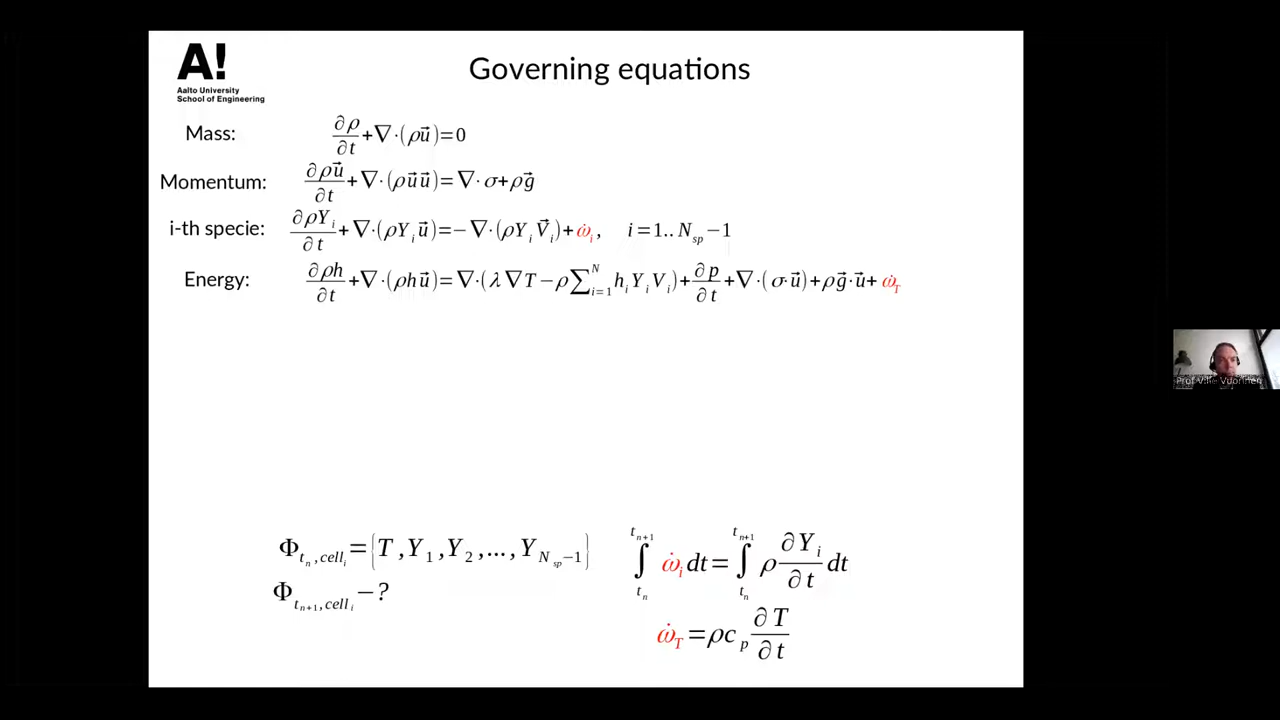 A!
Aalto University
School of Engineering
Governing equations
Mass: ∂ρ/∂t + ∇·(ρu⃗) = 0
Momentum: ∂ρu⃗/∂t + ∇·(ρu⃗u⃗) = ∇·σ + ρg⃗
i-th specie: ∂ρY_i/∂t + ∇·(ρY_i u⃗) = −∇·(ρY_i V⃗_i) + ω̇_i, i = 1.. N_sp − 1
Energy: ∂ρh/∂t + ∇·(ρhu⃗) = ∇·(λ∇T − ρ∑_{i=1}^{N} h_i Y_i V_i) + ∂p/∂t + ∇·(σ·u⃗) + ρg⃗·u⃗ + ω̇_T
Prof. Ville Vuorinen
Φ_{t_n, cell_i} = {T, Y_1, Y_2, ..., Y_{N_sp−1}}
Φ_{t_{n+1}, cell_i} − ?
∫_{t_n}^{t_{n+1}} ω̇_i dt = ∫_{t_n}^{t_{n+1}} ρ ∂Y_i/∂t dt
ω̇_T = ρc_p ∂T/∂t